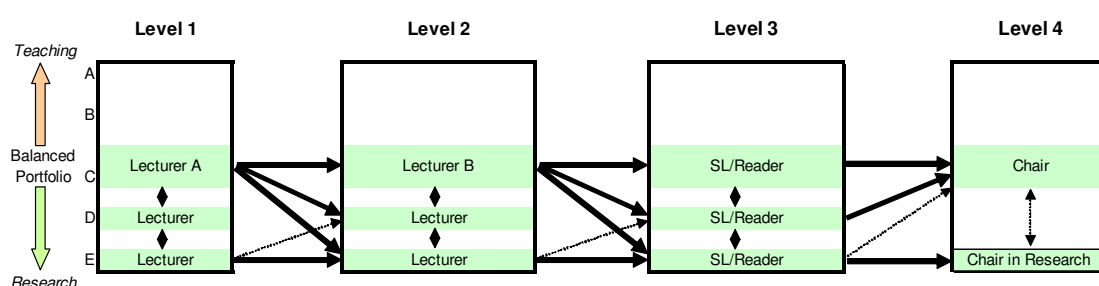 Level 1
Level 2
Level 3
Level 4
Teaching
A
B
Balanced
Portfolio
C
D
E
Research
Lecturer A
Lecturer
Lecturer
Lecturer B
Lecturer
Lecturer
SL/Reader
SL/Reader
SL/Reader
Chair
Chair in Research